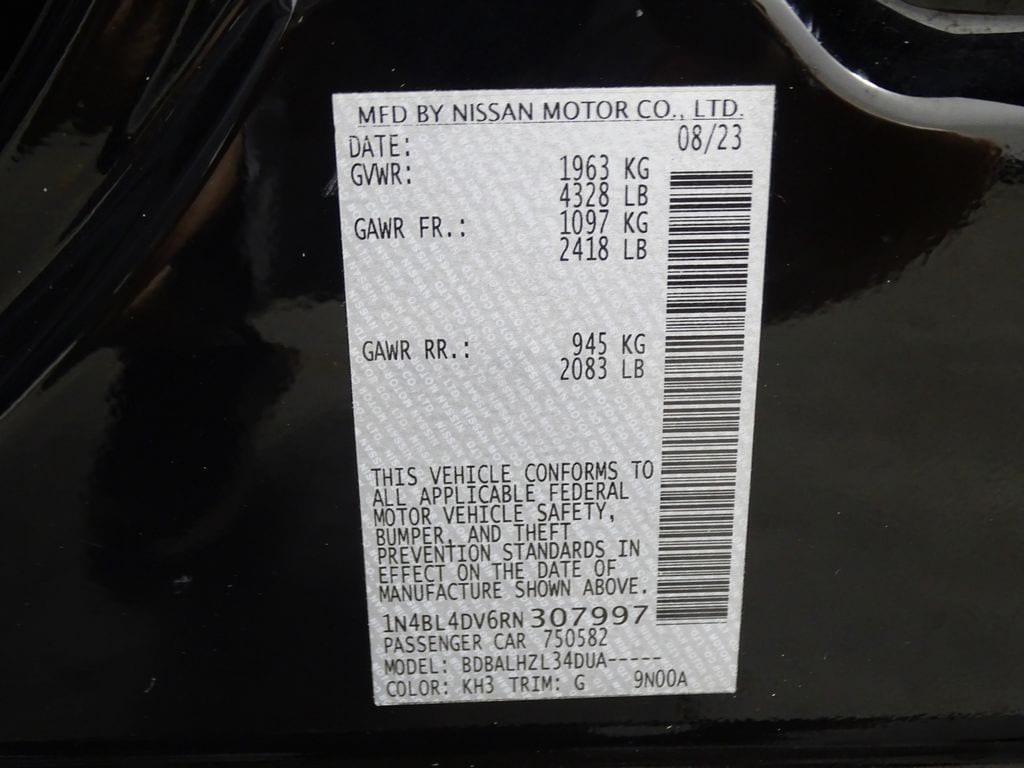 MFD BY NISSAN MOTOR CO., LTD.
DATE: 08/23
GVWR: 1963 KG
4328 LB
GAWR FR.: 1097 KG
2418 LB
GAWR RR.: 945 KG
2083 LB
THIS VEHICLE CONFORMS TO
ALL APPLICABLE FEDERAL
MOTOR VEHICLE SAFETY,
BUMPER, AND THEFT
PREVENTION STANDARDS IN
EFFECT ON THE DATE OF
MANUFACTURE SHOWN ABOVE.
1N4BL4DV6RN307997
PASSENGER CAR 750582
MODEL: BDBALHZL34DUA-----
COLOR: KH3 TRIM: G 9N00A